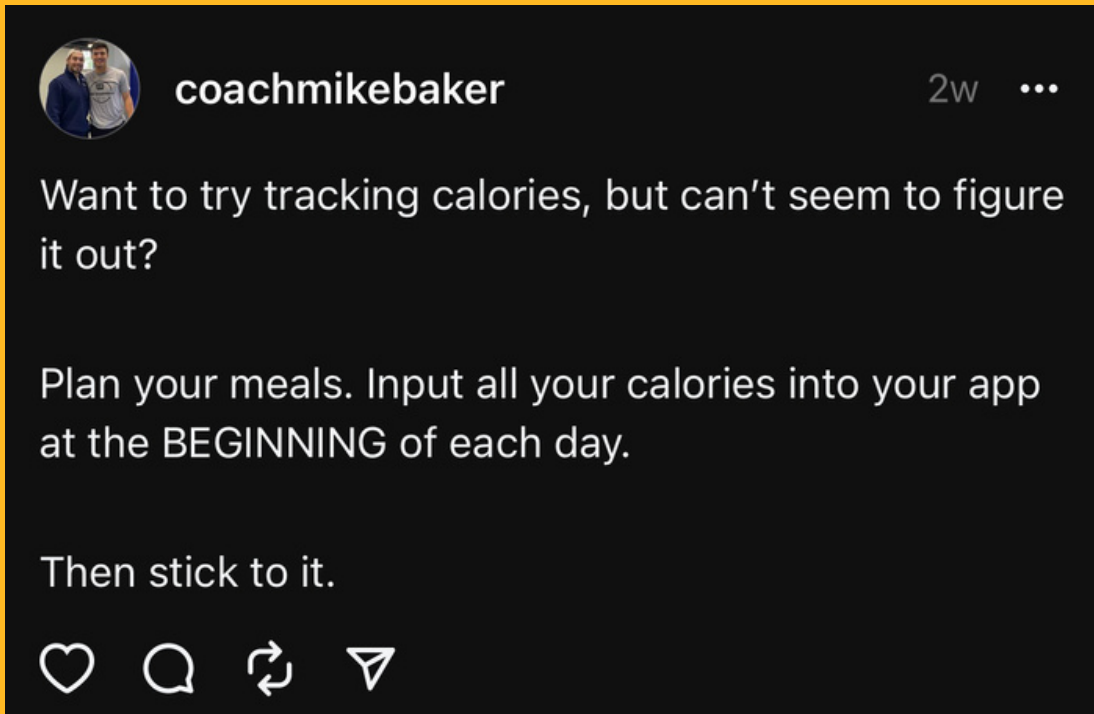 coachmikebaker 2w
Want to try tracking calories, but can’t seem to figure
it out?
Plan your meals. Input all your calories into your app
at the BEGINNING of each day.
Then stick to it.